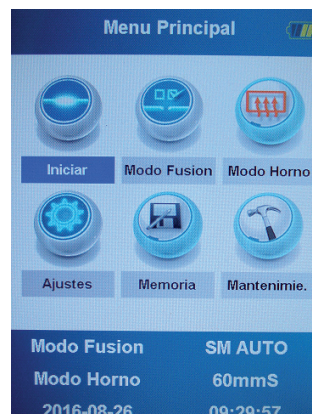 Menu Principal
Iniciar
Modo Fusion
Modo Horno
Ajustes
Memoria
Mantenimie.
Modo Fusion SM AUTO
Modo Horno 60mmS
2016-08-26 09:29:57